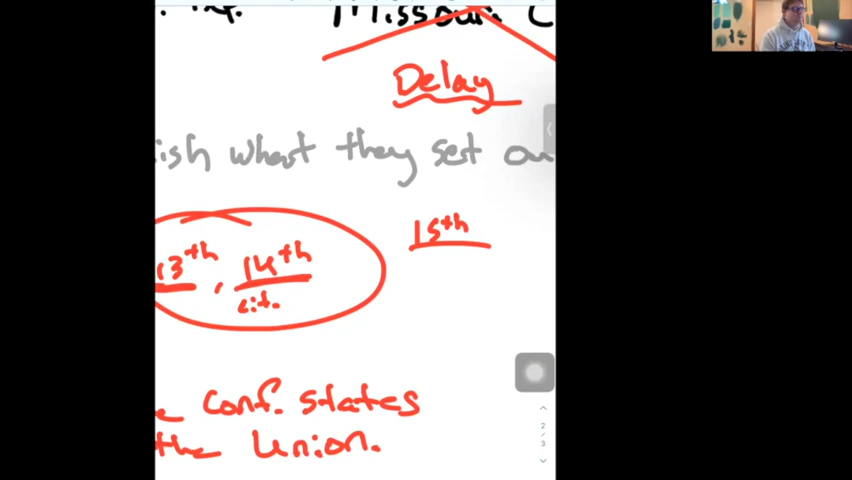 Missouri C
Delay
ish what they set ou
13th, 14th 15th
cit.
e Conf. states
the Union.
2
/
3